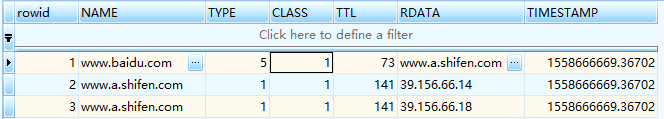 rowid NAME TYPE CLASS TTL RDATA TIMESTAMP
Click here to define a filter
1 www.baidu.com ... 5 1 73 www.a.shifen.com ... 1558666669.36702
2 www.a.shifen.com 1 1 141 39.156.66.14 1558666669.36702
3 www.a.shifen.com 1 1 141 39.156.66.18 1558666669.36702